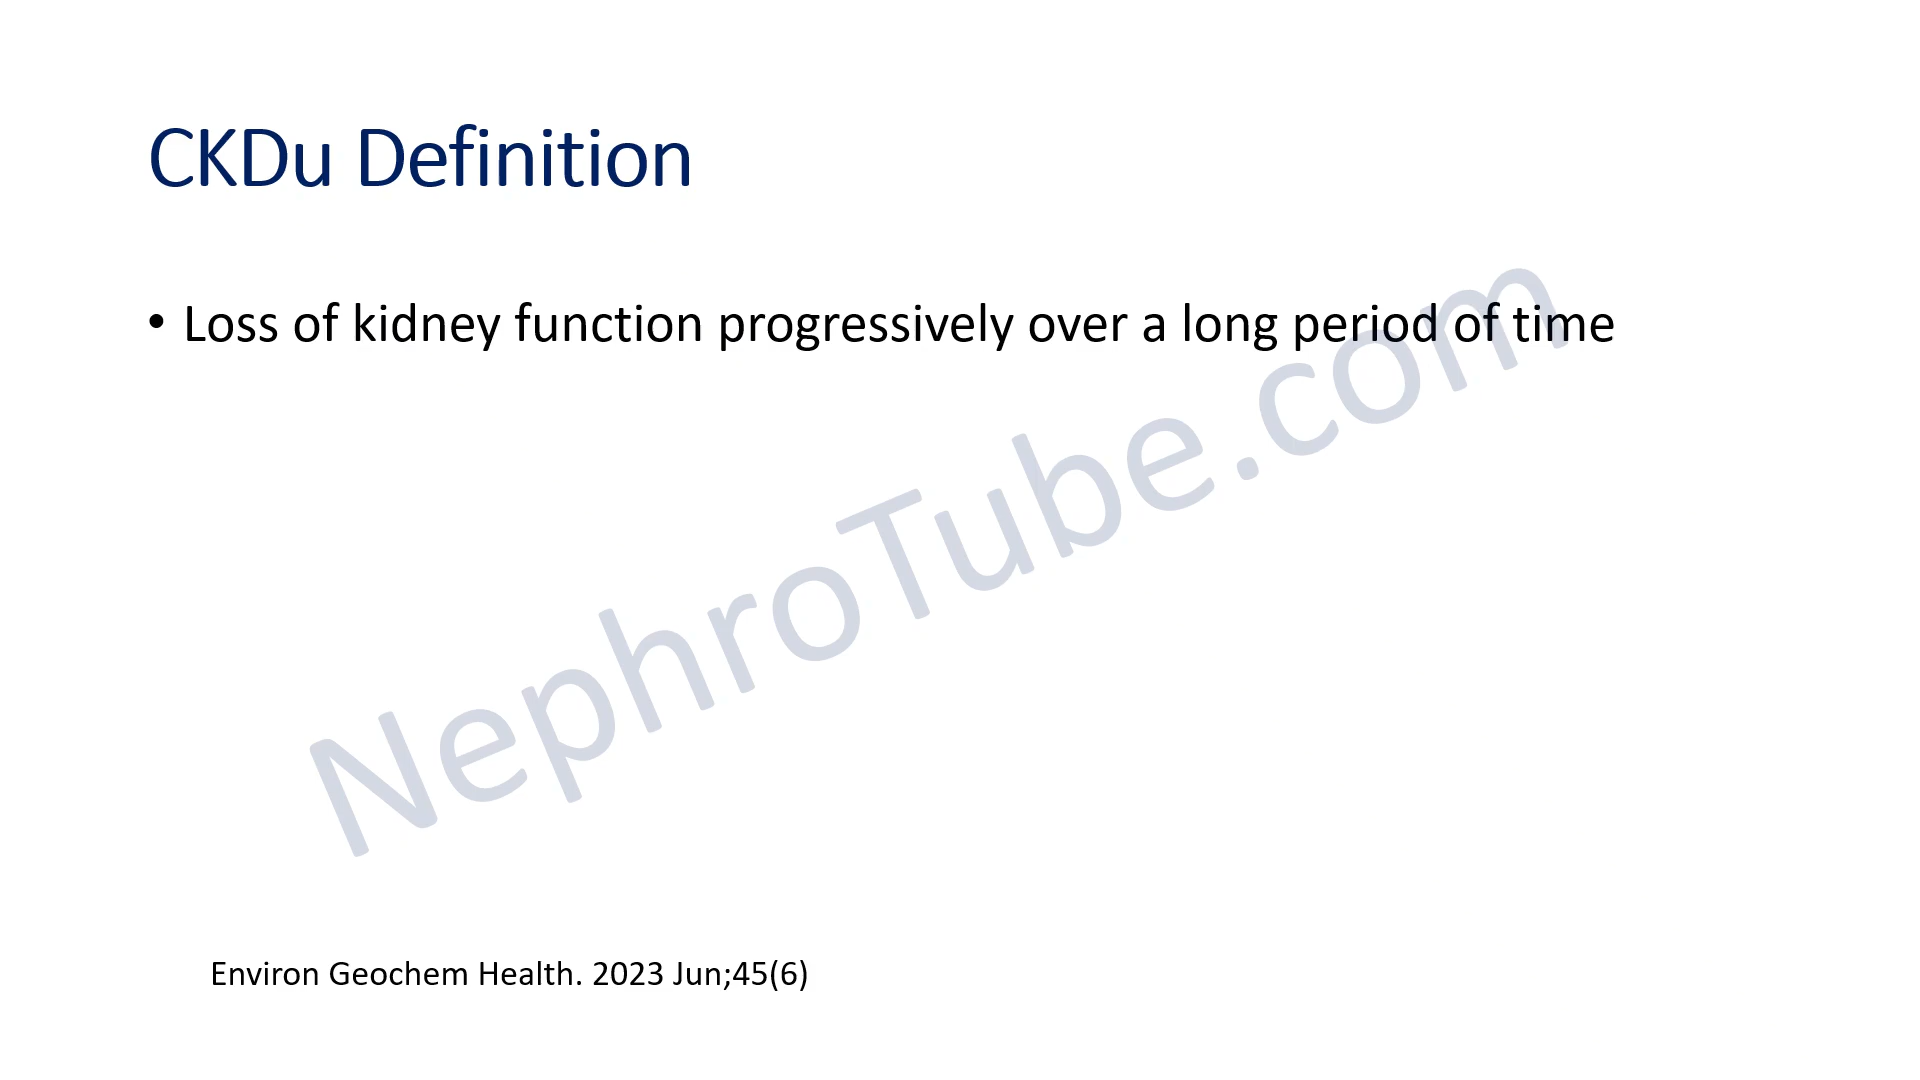 CKDu Definition
• Loss of kidney function progressively over a long period of time
NephroTube.com
Environ Geochem Health. 2023 Jun;45(6)